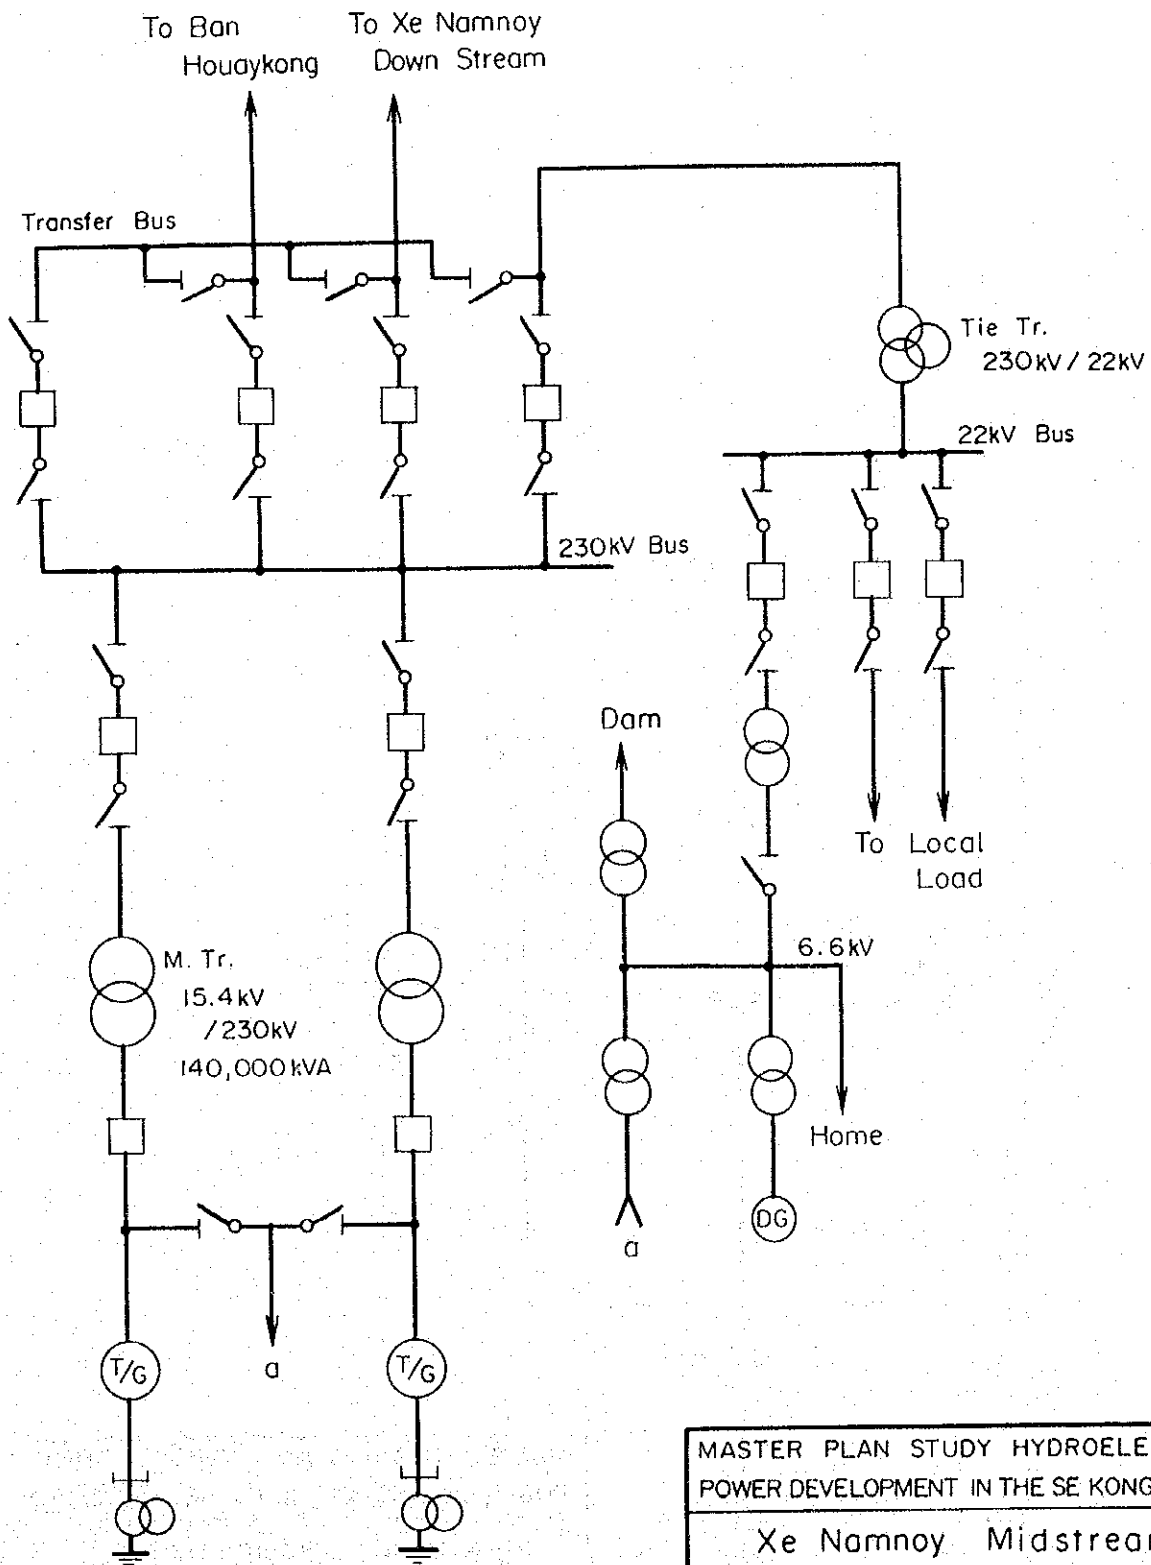 To Ban
Houaykong
To Xe Namnoy
Down Stream
Transfer Bus
Tie Tr.
230kV / 22kV
22kV Bus
230kV Bus
Dam
To Local
Load
M. Tr.
15.4kV
/230kV
140,000kVA
6.6kV
Home
a
DG
T/G
a
T/G
MASTER PLAN STUDY HYDROELE
POWER DEVELOPMENT IN THE SE KONG
Xe Namnoy Midstrea